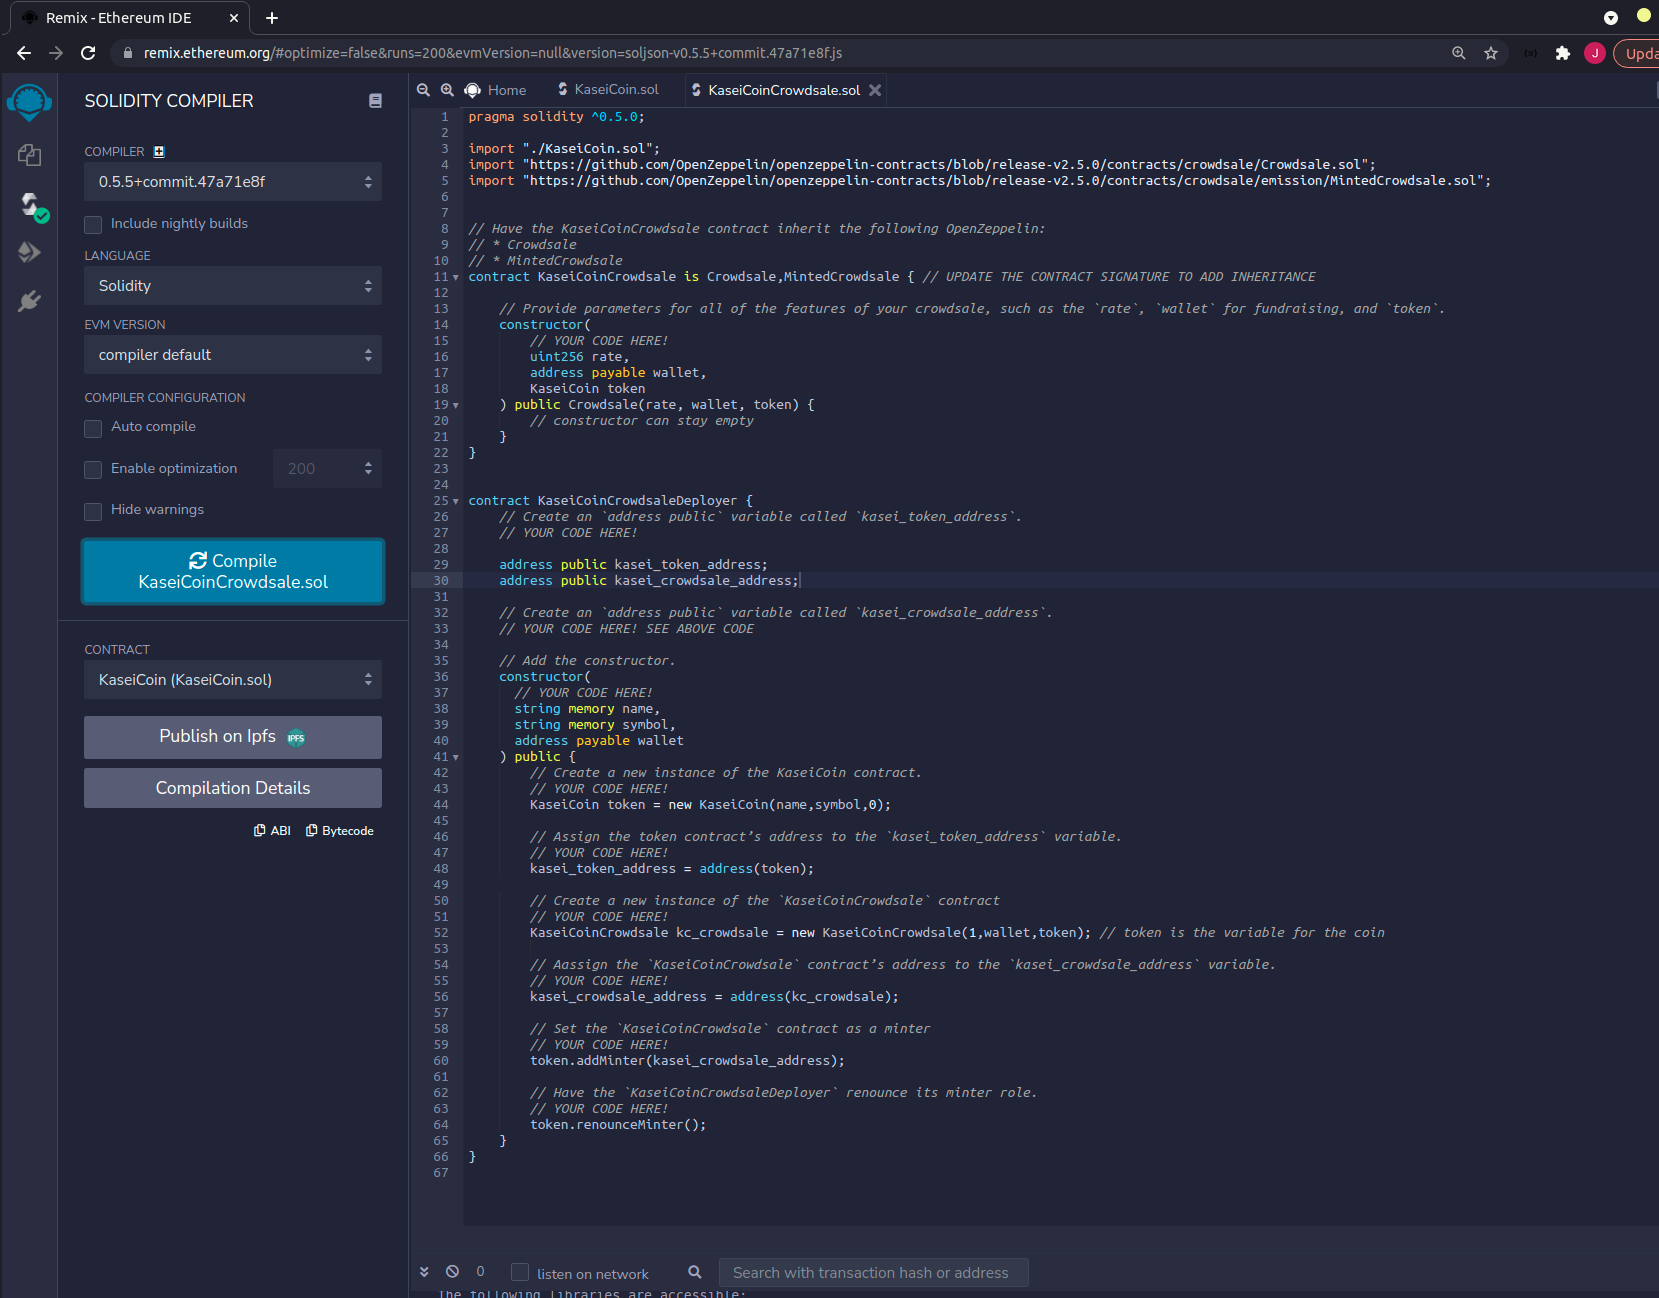 Remix - Ethereum IDE
remix.ethereum.org/#optimize=false&runs=200&evmVersion=null&version=soljson-v0.5.5+commit.47a71e8f.js
J
Upda
SOLIDITY COMPILER
COMPILER
0.5.5+commit.47a71e8f
Include nightly builds
LANGUAGE
Solidity
EVM VERSION
compiler default
COMPILER CONFIGURATION
Auto compile
Enable optimization
200
Hide warnings
Compile
KaseiCoinCrowdsale.sol
CONTRACT
KaseiCoin (KaseiCoin.sol)
Publish on Ipfs
IPFS
Compilation Details
ABI Bytecode
Home KaseiCoin.sol KaseiCoinCrowdsale.sol
1 pragma solidity ^0.5.0;
2
3 import "./KaseiCoin.sol";
4 import "https://github.com/OpenZeppelin/openzeppelin-contracts/blob/release-v2.5.0/contracts/crowdsale/Crowdsale.sol";
5 import "https://github.com/OpenZeppelin/openzeppelin-contracts/blob/release-v2.5.0/contracts/crowdsale/emission/MintedCrowdsale.sol";
6
7
8 // Have the KaseiCoinCrowdsale contract inherit the following OpenZeppelin:
9 // * Crowdsale
10 // * MintedCrowdsale
11 contract KaseiCoinCrowdsale is Crowdsale,MintedCrowdsale { // UPDATE THE CONTRACT SIGNATURE TO ADD INHERITANCE
12
13 // Provide parameters for all of the features of your crowdsale, such as the `rate`, `wallet` for fundraising, and `token`.
14 constructor(
15 // YOUR CODE HERE!
16 uint256 rate,
17 address payable wallet,
18 KaseiCoin token
19 ) public Crowdsale(rate, wallet, token) {
20 // constructor can stay empty
21 }
22 }
23
24
25 contract KaseiCoinCrowdsaleDeployer {
26 // Create an `address public` variable called `kasei_token_address`.
27 // YOUR CODE HERE!
28
29 address public kasei_token_address;
30 address public kasei_crowdsale_address;
31
32 // Create an `address public` variable called `kasei_crowdsale_address`.
33 // YOUR CODE HERE! SEE ABOVE CODE
34
35 // Add the constructor.
36 constructor(
37 // YOUR CODE HERE!
38 string memory name,
39 string memory symbol,
40 address payable wallet
41 ) public {
42 // Create a new instance of the KaseiCoin contract.
43 // YOUR CODE HERE!
44 KaseiCoin token = new KaseiCoin(name,symbol,0);
45
46 // Assign the token contract’s address to the `kasei_token_address` variable.
47 // YOUR CODE HERE!
48 kasei_token_address = address(token);
49
50 // Create a new instance of the `KaseiCoinCrowdsale` contract
51 // YOUR CODE HERE!
52 KaseiCoinCrowdsale kc_crowdsale = new KaseiCoinCrowdsale(1,wallet,token); // token is the variable for the coin
53
54 // Aassign the `KaseiCoinCrowdsale` contract’s address to the `kasei_crowdsale_address` variable.
55 // YOUR CODE HERE!
56 kasei_crowdsale_address = address(kc_crowdsale);
57
58 // Set the `KaseiCoinCrowdsale` contract as a minter
59 // YOUR CODE HERE!
60 token.addMinter(kasei_crowdsale_address);
61
62 // Have the `KaseiCoinCrowdsaleDeployer` renounce its minter role.
63 // YOUR CODE HERE!
64 token.renounceMinter();
65 }
66 }
67
0 listen on network Search with transaction hash or address
The following libraries are accessible: